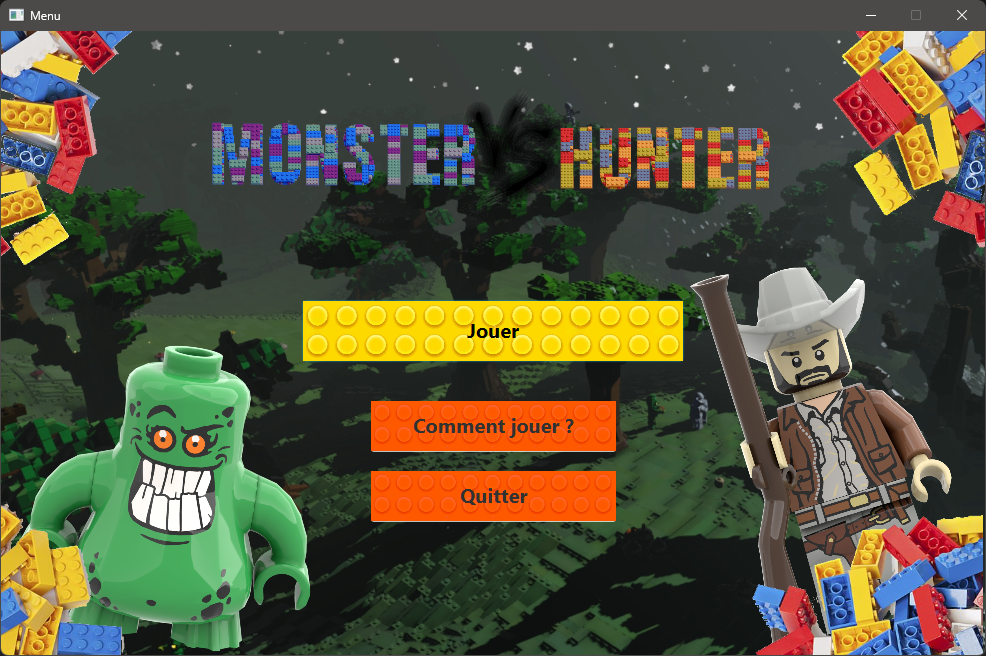 Menu
MONSTER VS HUNTER
Jouer
Comment jouer ?
Quitter